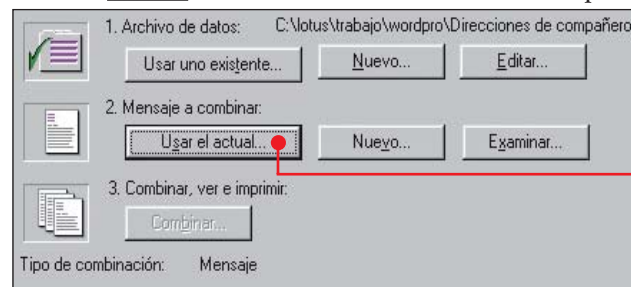 1. Archivo de datos: C:\lotus\trabajo\wordpro\Direcciones de compañero
Usar uno existente... Nuevo... Editar...
2. Mensaje a combinar:
Usar el actual... Nuevo... Examinar...
3. Combinar, ver e imprimir:
Combinar...
Tipo de combinación: Mensaje